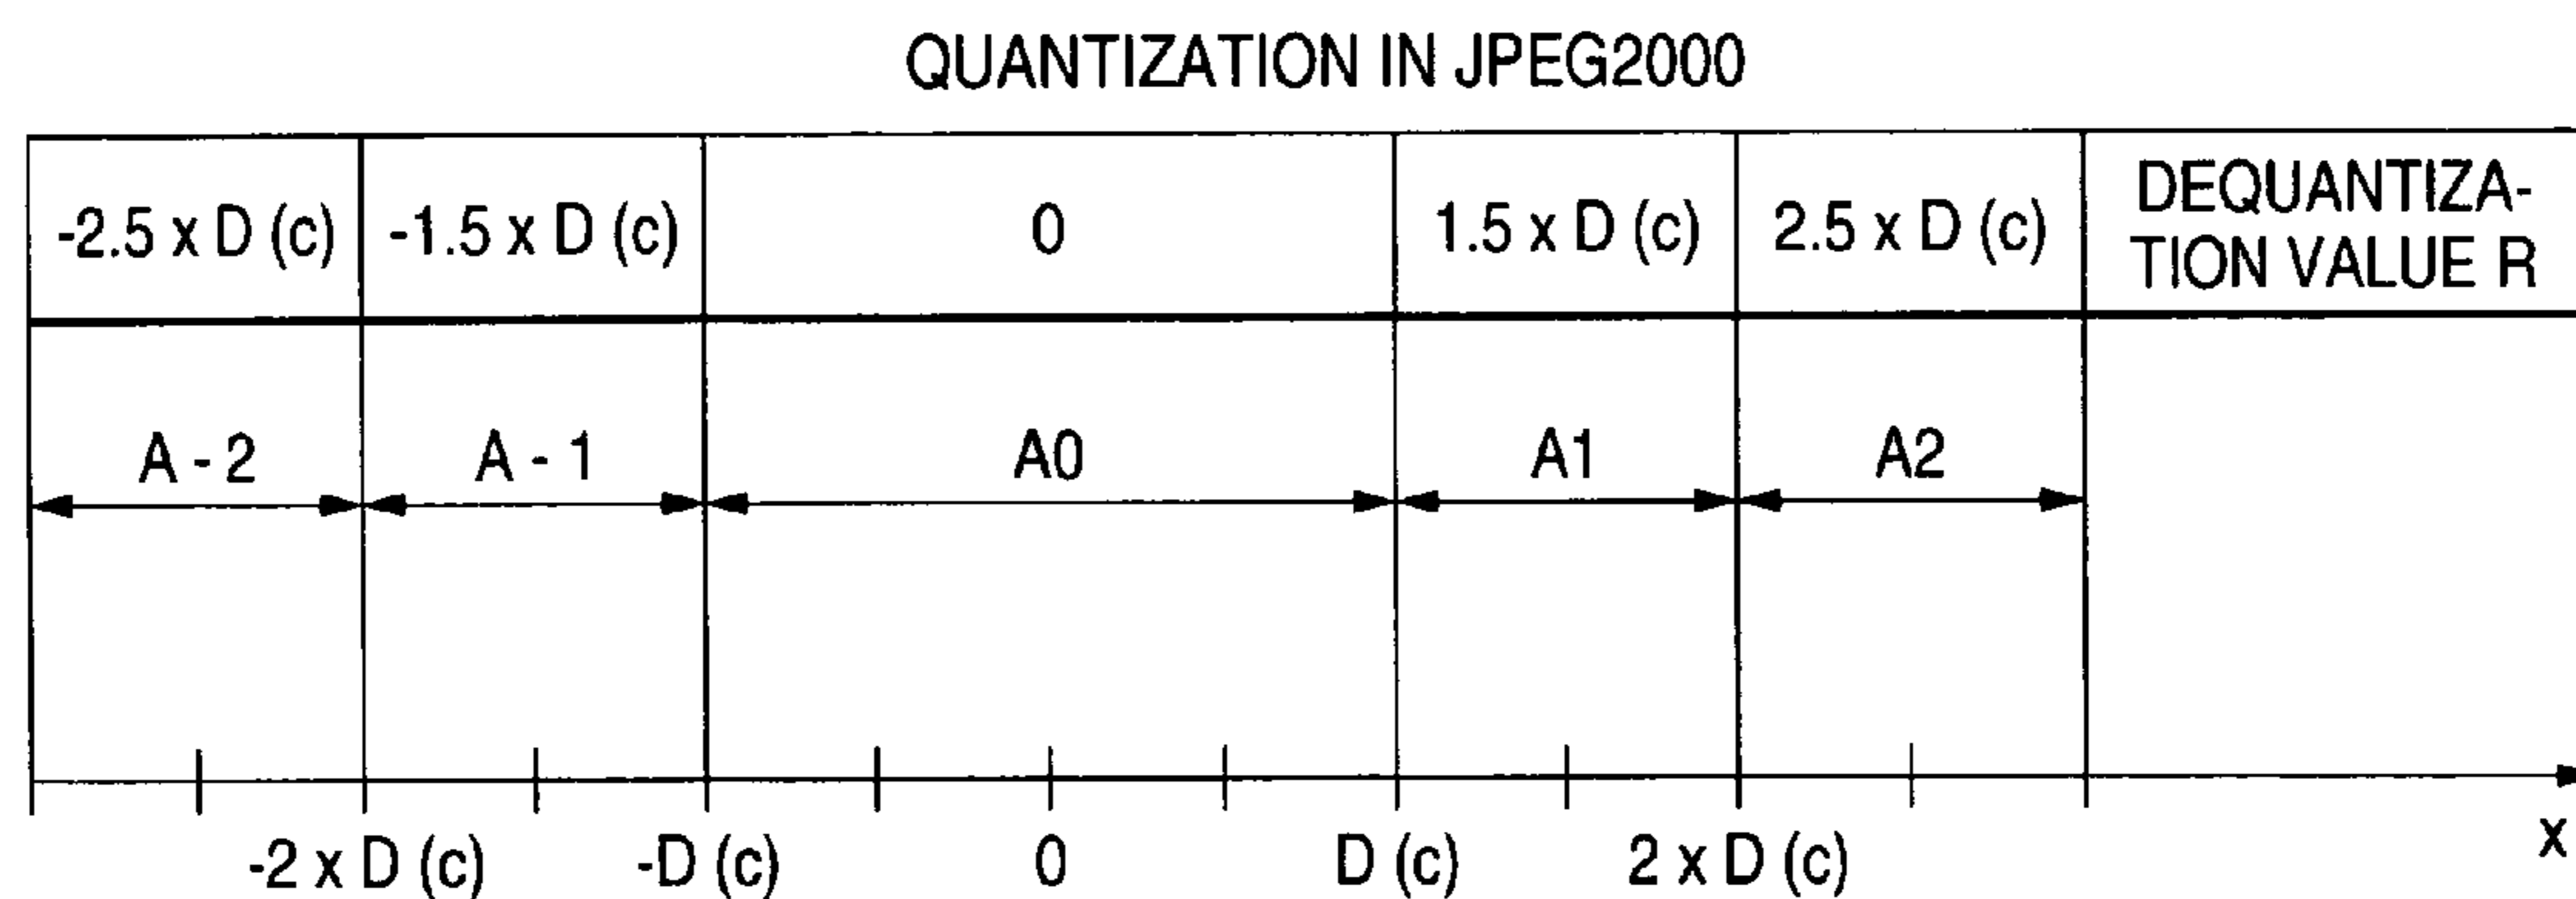 QUANTIZATION IN JPEG2000
-2.5 x D (c) -1.5 x D (c) 0 1.5 x D (c) 2.5 x D (c) DEQUANTIZA-
TION VALUE R
A - 2 A - 1 A0 A1 A2
-2 x D (c) -D (c) 0 D (c) 2 x D (c) x